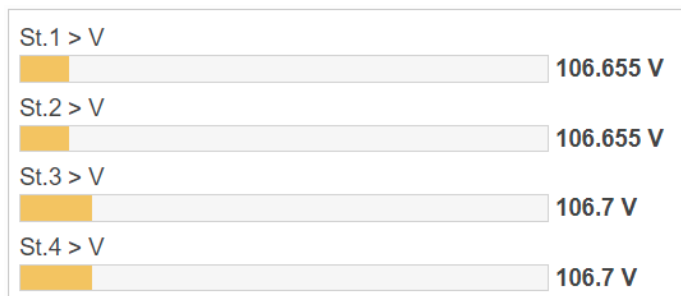 St.1 > V
106.655 V
St.2 > V
106.655 V
St.3 > V
106.7 V
St.4 > V
106.7 V